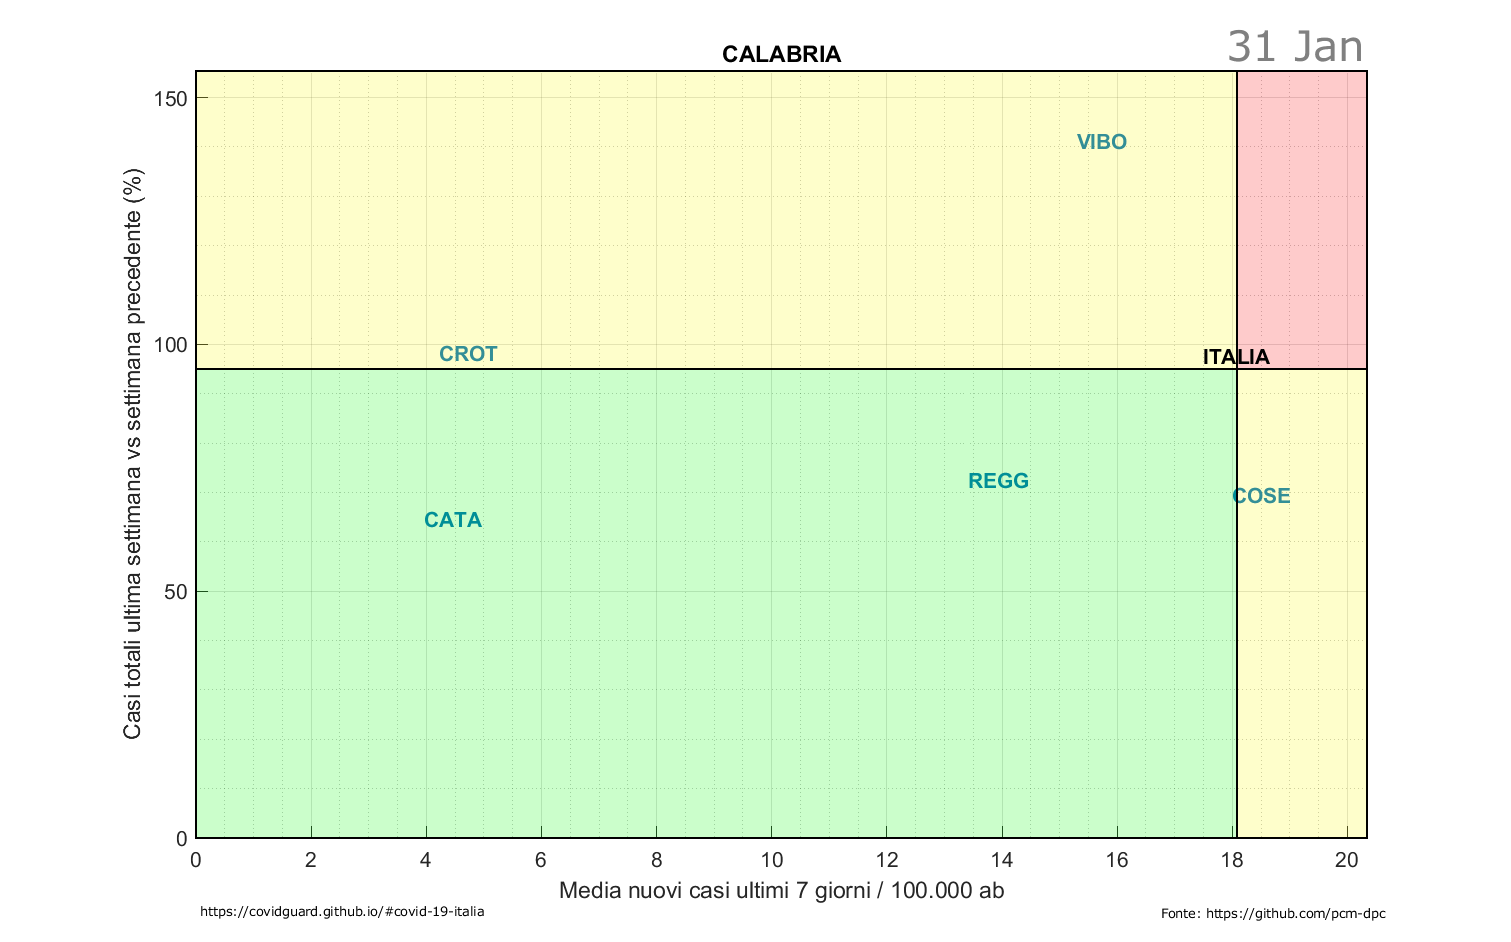 31 Jan
CALABRIA
150
VIBO
100
CROT
ITALIA
REGG
COSE
CATA
50
0
Casi totali ultima settimana vs settimana precedente (%)
0 2 4 6 8 10 12 14 16 18 20
Media nuovi casi ultimi 7 giorni / 100.000 ab
https://covidguard.github.io/#covid-19-italia
Fonte: https://github.com/pcm-dpc